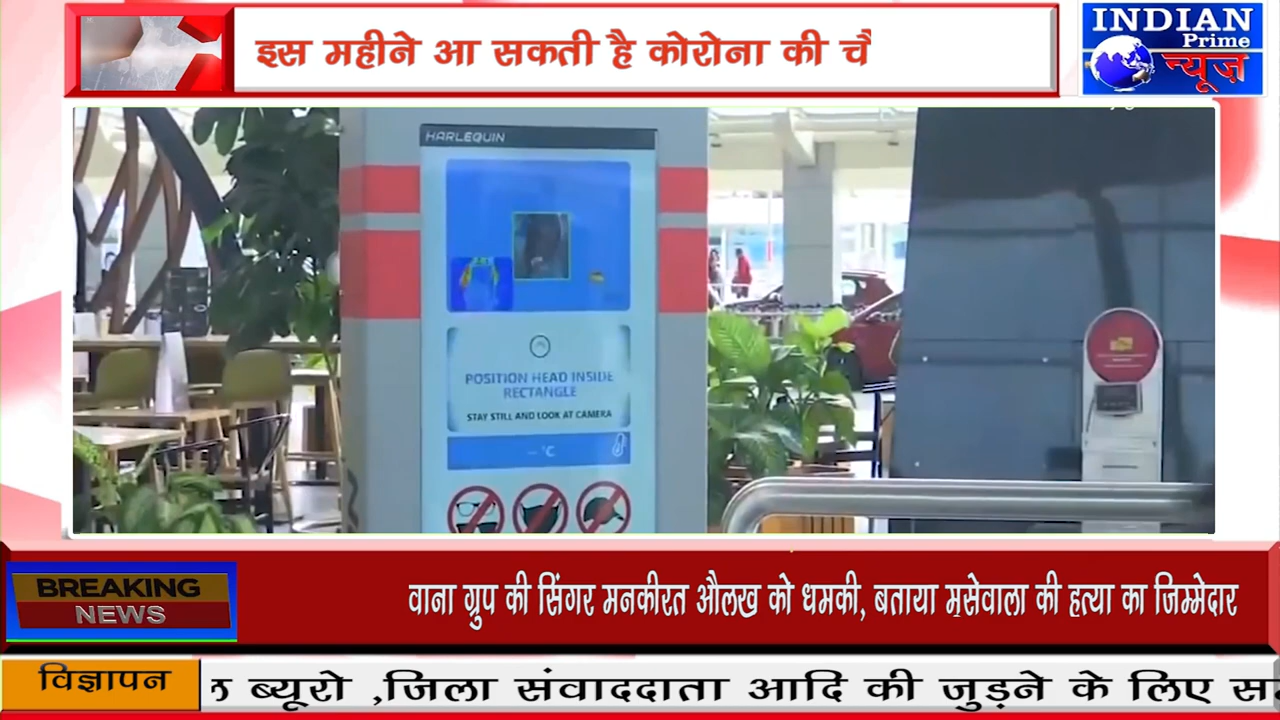 इस महीने आ सकती है कोरोना की चौ
INDIAN
Prime
न्यूज़
HARLEQUIN
POSITION HEAD INSIDE
RECTANGLE
STAY STILL AND LOOK AT CAMERA
-- °C
BREAKING
NEWS
वाना ग्रुप की सिंगर मनकीरत औलख को धमकी, बताया मूसेवाला की हत्या का जिम्मेदार
विज्ञापन
ब्यूरो ,जिला संवाददाता आदि की जुड़ने के लिए